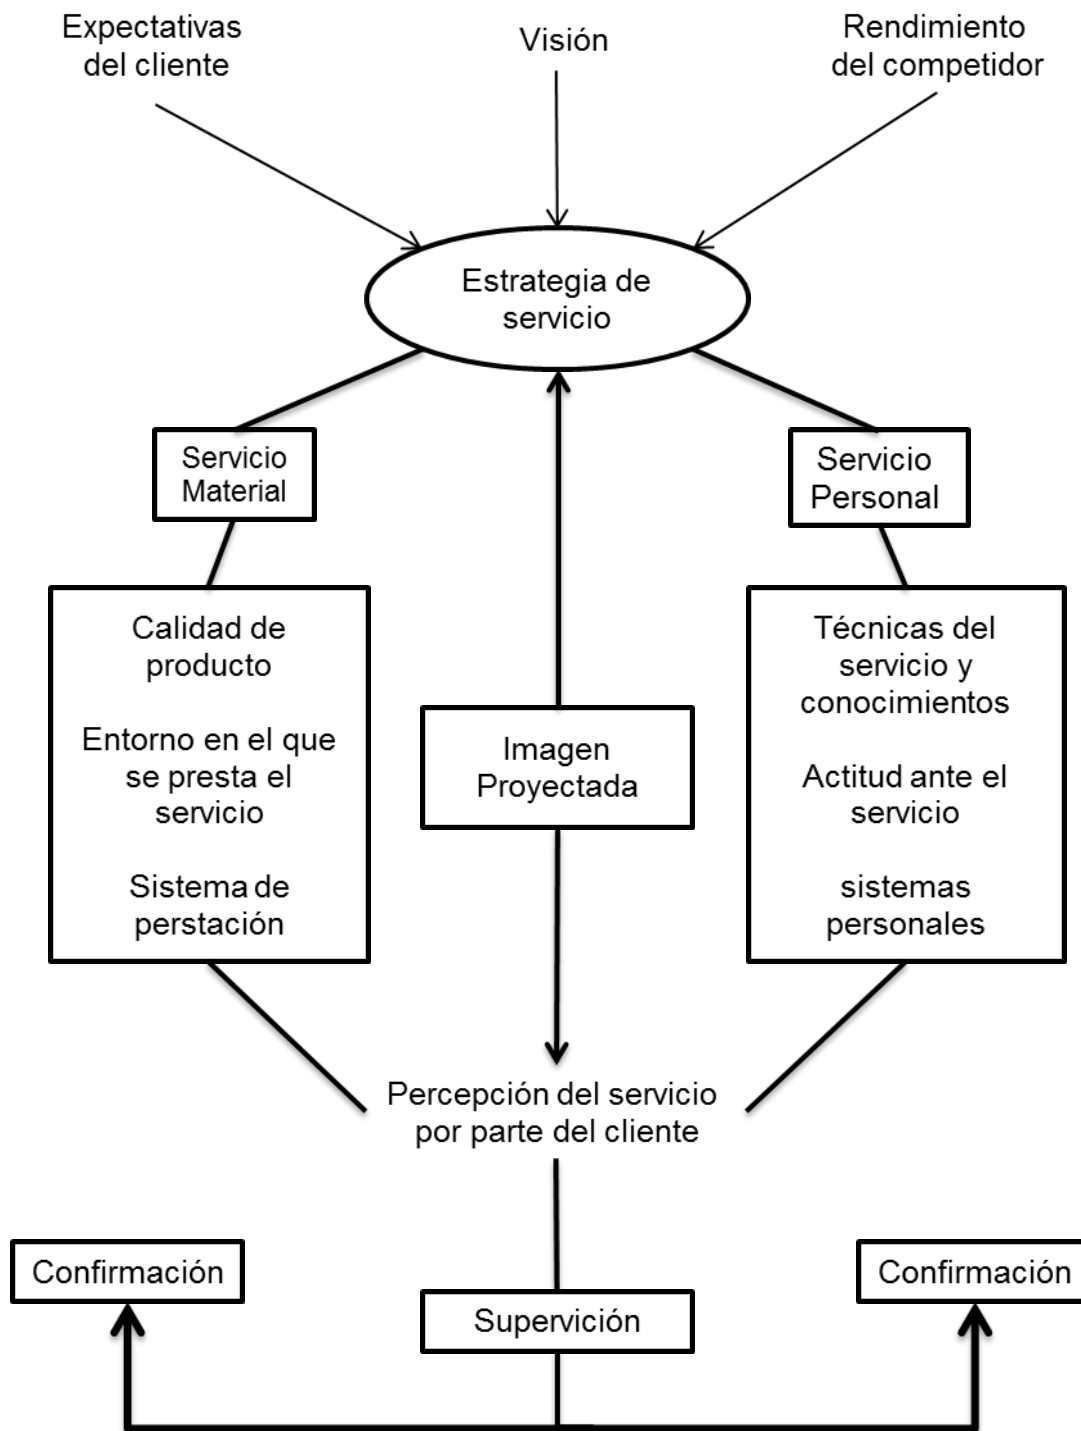 Expectativas
del cliente
Visión
Rendimiento
del competidor
Estrategia de
servicio
Servicio
Material
Servicio
Personal
Calidad de
producto
Entorno en el que
se presta el
servicio
Sistema de
perstación
Imagen
Proyectada
Técnicas del
servicio y
conocimientos
Actitud ante el
servicio
sistemas
personales
Percepción del servicio
por parte del cliente
Confirmación
Supervición
Confirmación